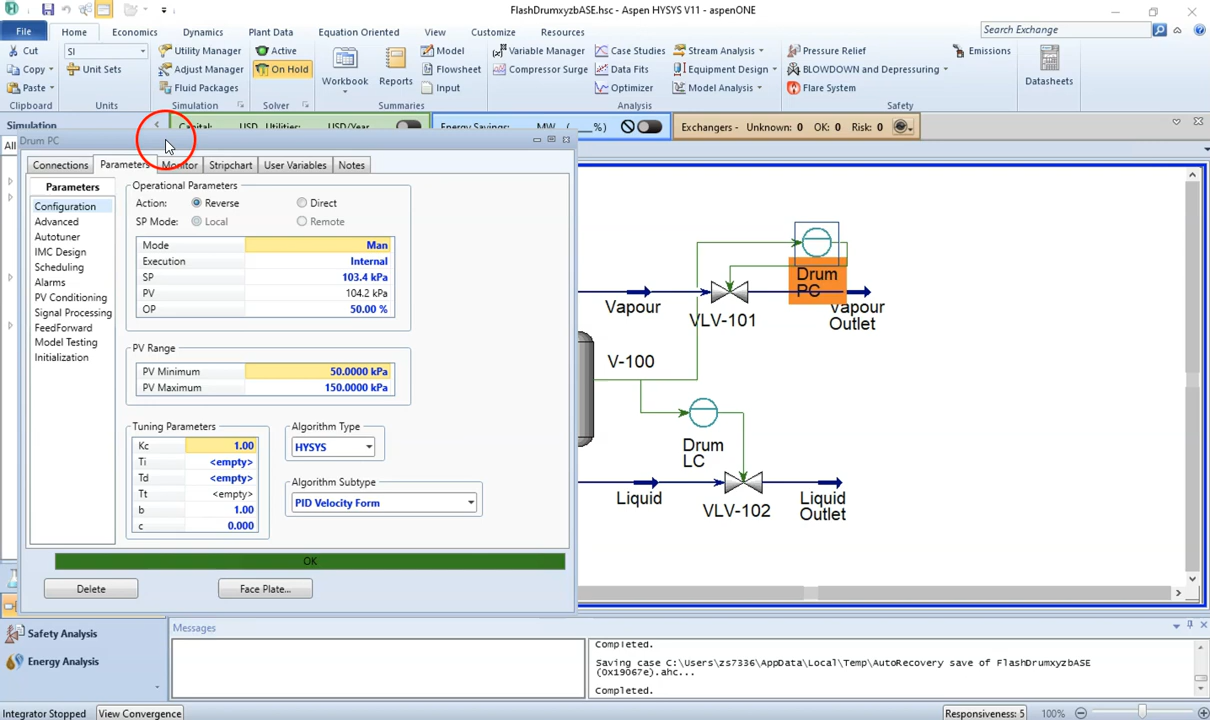 FlashDrumxyzbASE.hsc - Aspen HYSYS V11 - aspenONE
File Home Economics Dynamics Plant Data Equation Oriented View Customize Resources Search Exchange
Cut SI Utility Manager Active Model Variable Manager Case Studies Stream Analysis Pressure Relief Emissions
Copy Unit Sets Adjust Manager On Hold Workbook Reports Flowsheet Compressor Surge Data Fits Equipment Design BLOWDOWN and Depressuring Datasheets
Paste Fluid Packages Input Optimizer Model Analysis Flare System
Clipboard Units Simulation Solver Summaries Analysis Safety
Simulation Capital: USD Utilities: USD/Year Energy Savings: MW (___%) Exchangers - Unknown: 0 OK: 0 Risk: 0
All
Drum PC
Connections Parameters Monitor Stripchart User Variables Notes
Parameters
Configuration
Advanced
Autotuner
IMC Design
Scheduling
Alarms
PV Conditioning
Signal Processing
FeedForward
Model Testing
Initialization
Operational Parameters
Action: Reverse Direct
SP Mode: Local Remote
Mode Man
Execution Internal
SP 103.4 kPa
PV 104.2 kPa
OP 50.00 %
PV Range
PV Minimum 50.0000 kPa
PV Maximum 150.0000 kPa
Tuning Parameters
Kc 1.00
Ti <empty>
Td <empty>
Tt <empty>
b 1.00
c 0.000
Algorithm Type
HYSYS
Algorithm Subtype
PID Velocity Form
OK
Delete Face Plate...
Drum
PC
Vapour
VLV-101
Vapour
Outlet
V-100
Drum
LC
Liquid
VLV-102
Liquid
Outlet
Safety Analysis
Energy Analysis
Messages
Completed.
Saving case C:\Users\zs7336\AppData\Local\Temp\AutoRecovery save of FlashDrumxyzbASE
(0x19067e).ahc...
Completed.
Integrator Stopped View Convergence Responsiveness: 5 100%